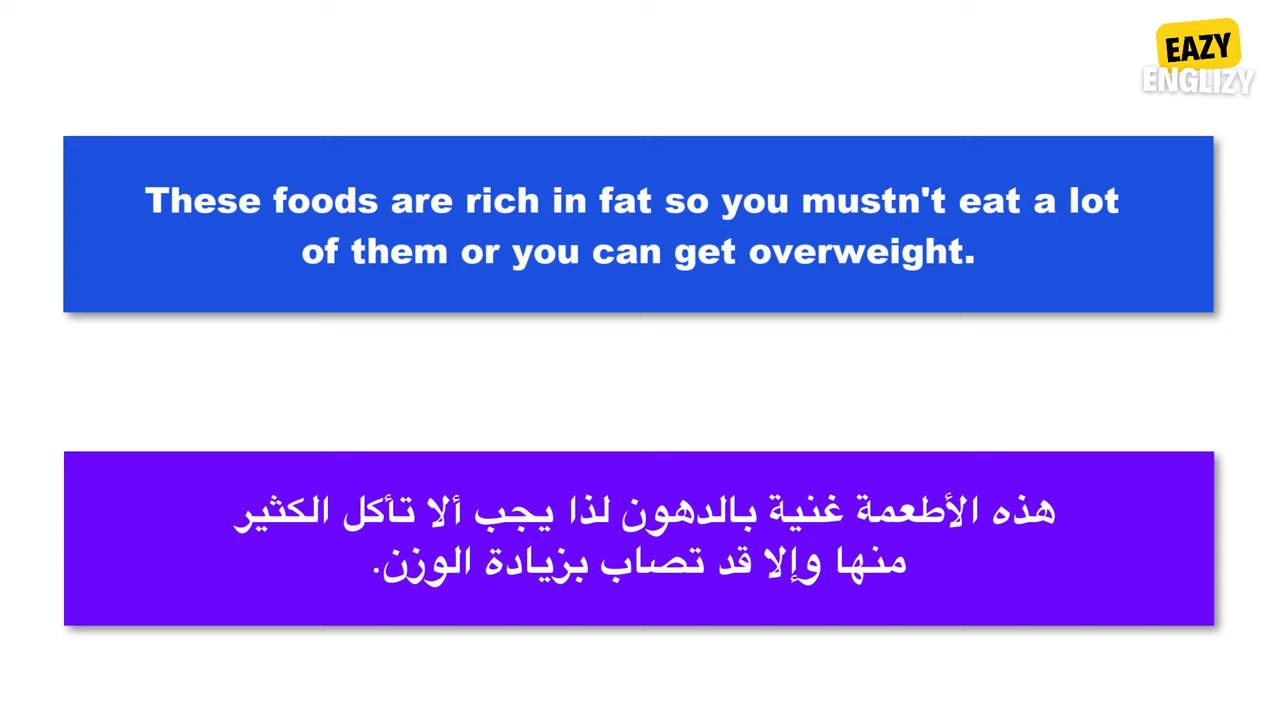 EAZY
ENGLIZY
These foods are rich in fat so you mustn't eat a lot
of them or you can get overweight.
هذه الأطعمة غنية بالدهون لذا يجب ألا تأكل الكثير
منها وإلا قد تصاب بزيادة الوزن.